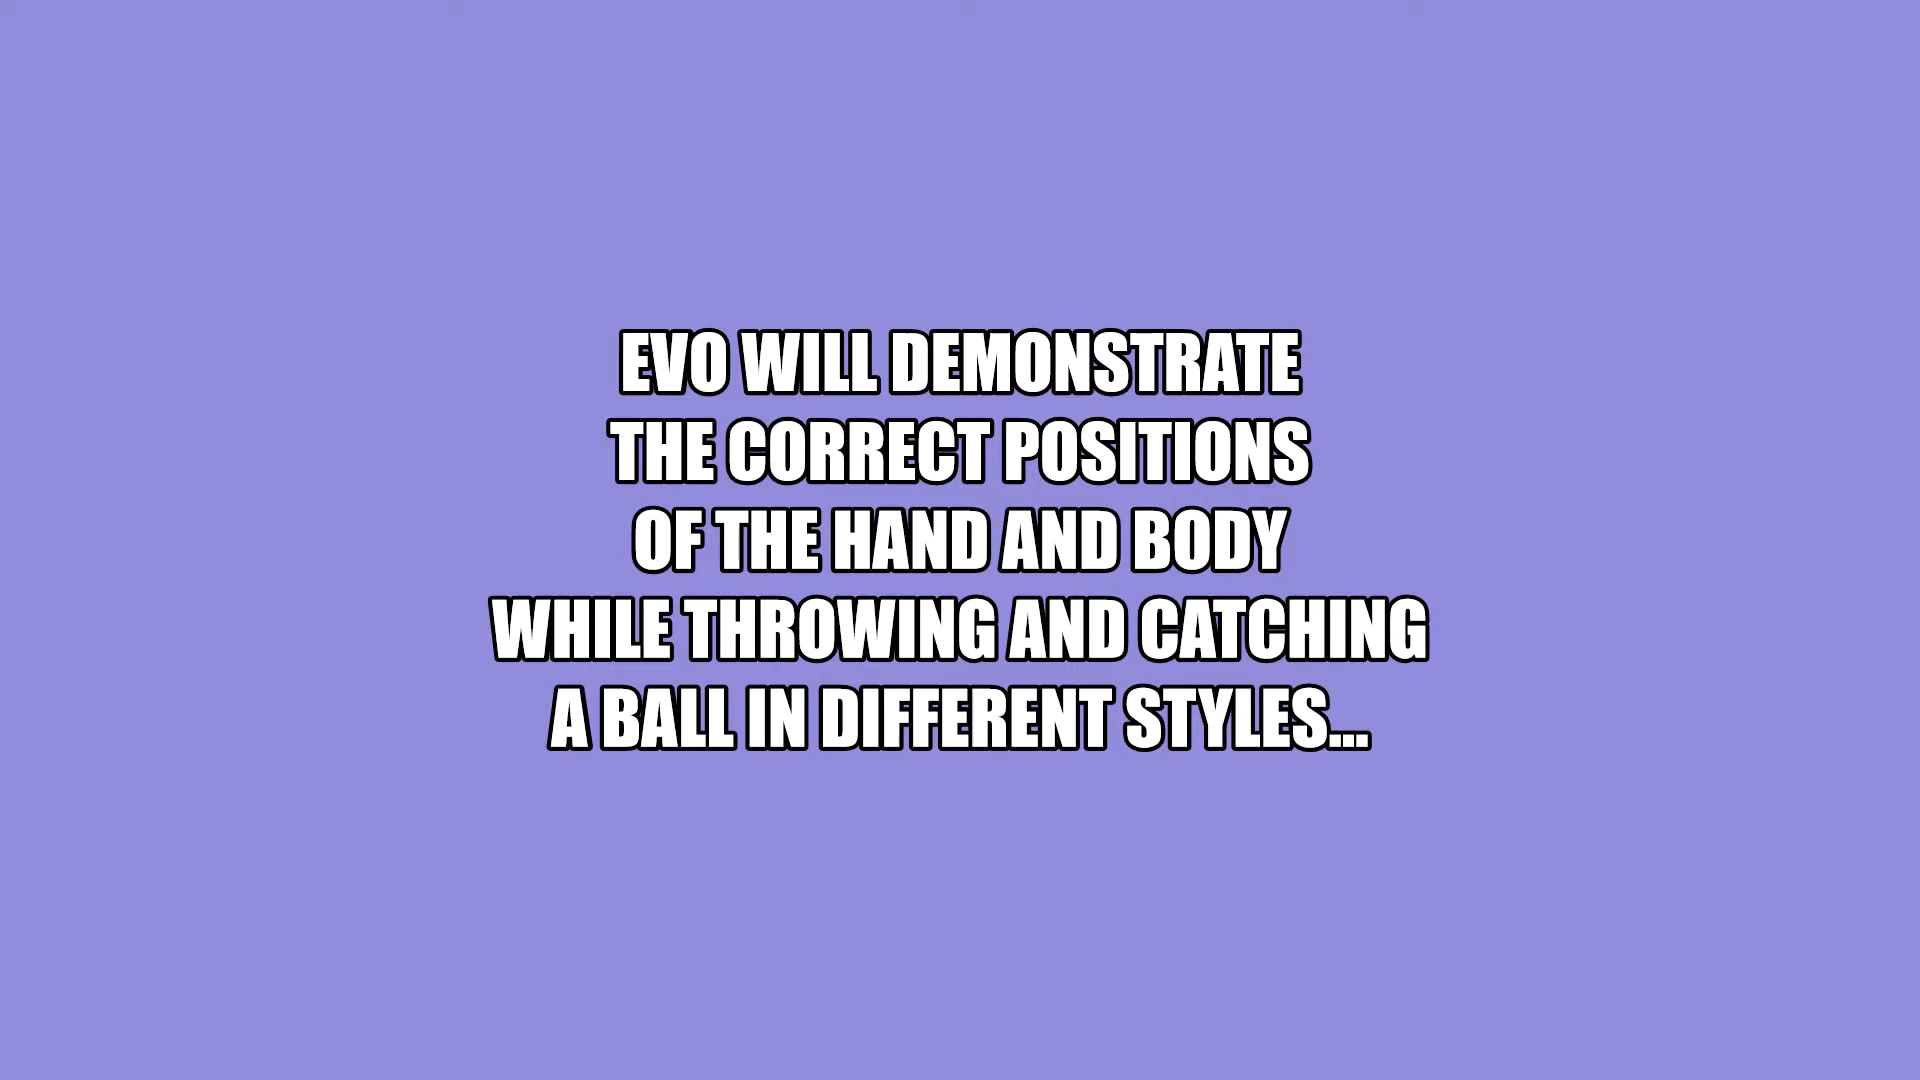 EVO WILL DEMONSTRATE
THE CORRECT POSITIONS
OF THE HAND AND BODY
WHILE THROWING AND CATCHING
A BALL IN DIFFERENT STYLES...